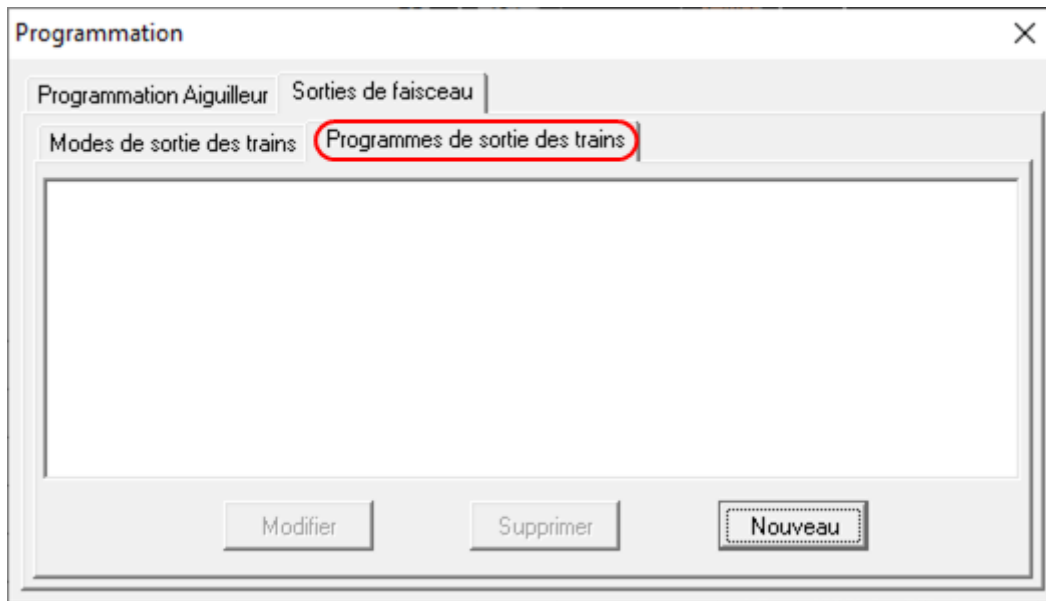 Programmation
Programmation Aiguilleur Sorties de faisceau
Modes de sortie des trains Programmes de sortie des trains
Modifier Supprimer Nouveau